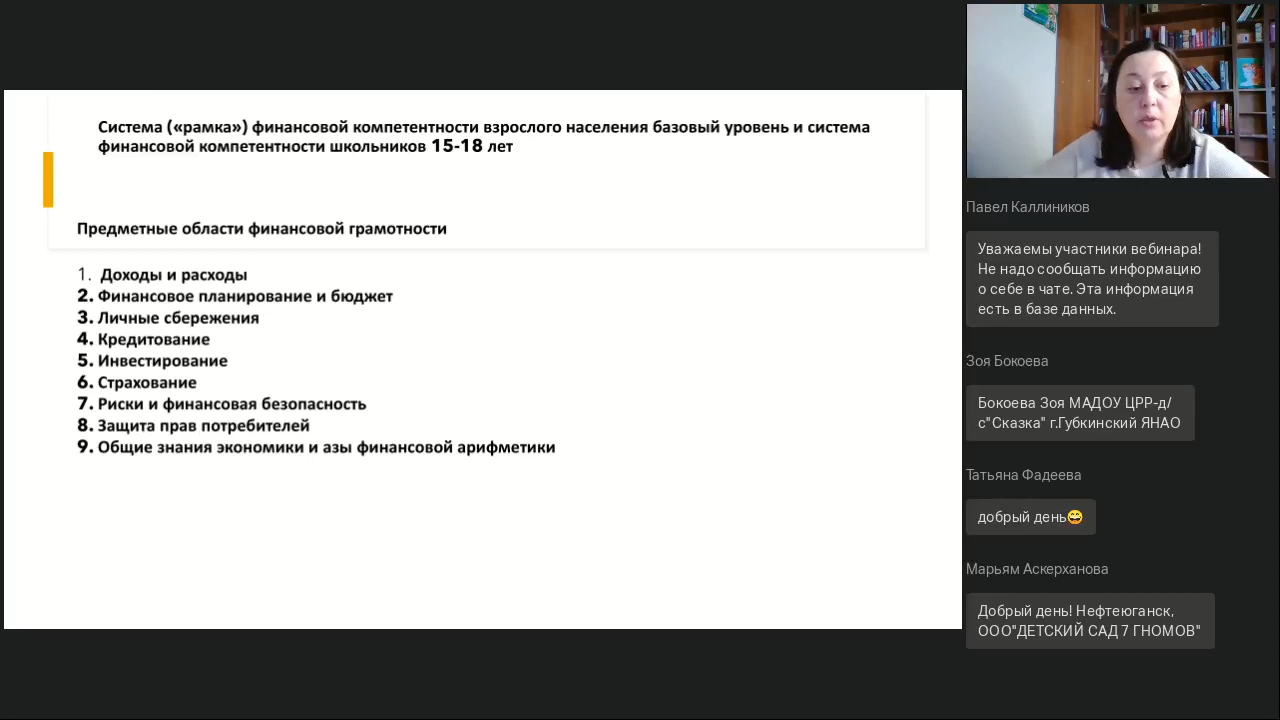 Система («рамка») финансовой компетентности взрослого населения базовый уровень и система
финансовой компетентности школьников 15-18 лет
Предметные области финансовой грамотности
1. Доходы и расходы
2. Финансовое планирование и бюджет
3. Личные сбережения
4. Кредитование
5. Инвестирование
6. Страхование
7. Риски и финансовая безопасность
8. Защита прав потребителей
9. Общие знания экономики и азы финансовой арифметики
Павел Каллиников
Уважаемы участники вебинара!
Не надо сообщать информацию
о себе в чате. Эта информация
есть в базе данных.
Зоя Бокоева
Бокоева Зоя МАДОУ ЦРР-д/
с"Сказка" г.Губкинский ЯНАО
Татьяна Фадеева
добрый день😅
Марьям Аскерханова
Добрый день! Нефтеюганск,
ООО"ДЕТСКИЙ САД 7 ГНОМОВ"